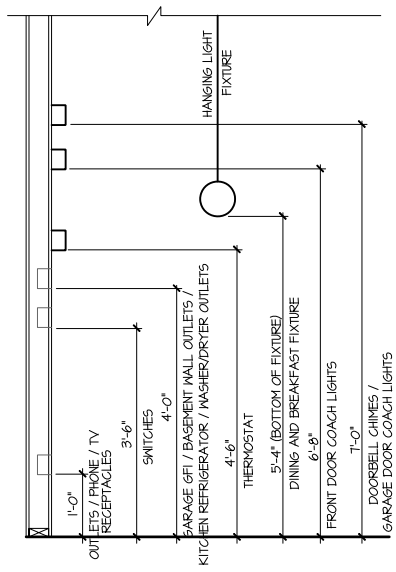 HANGING LIGHT
FIXTURE
1'-0"
OUTLETS / PHONE / TV
RECEPTACLES
3'-6"
SWITCHES
4'-0"
GARAGE GFI / BASEMENT WALL OUTLETS /
KITCHEN REFRIGERATOR / WASHER/DRYER OUTLETS
4'-6"
THERMOSTAT
5'-4" (BOTTOM OF FIXTURE)
DINING AND BREAKFAST FIXTURE
6'-8"
FRONT DOOR COACH LIGHTS
7'-0"
DOORBELL CHIMES /
GARAGE DOOR COACH LIGHTS